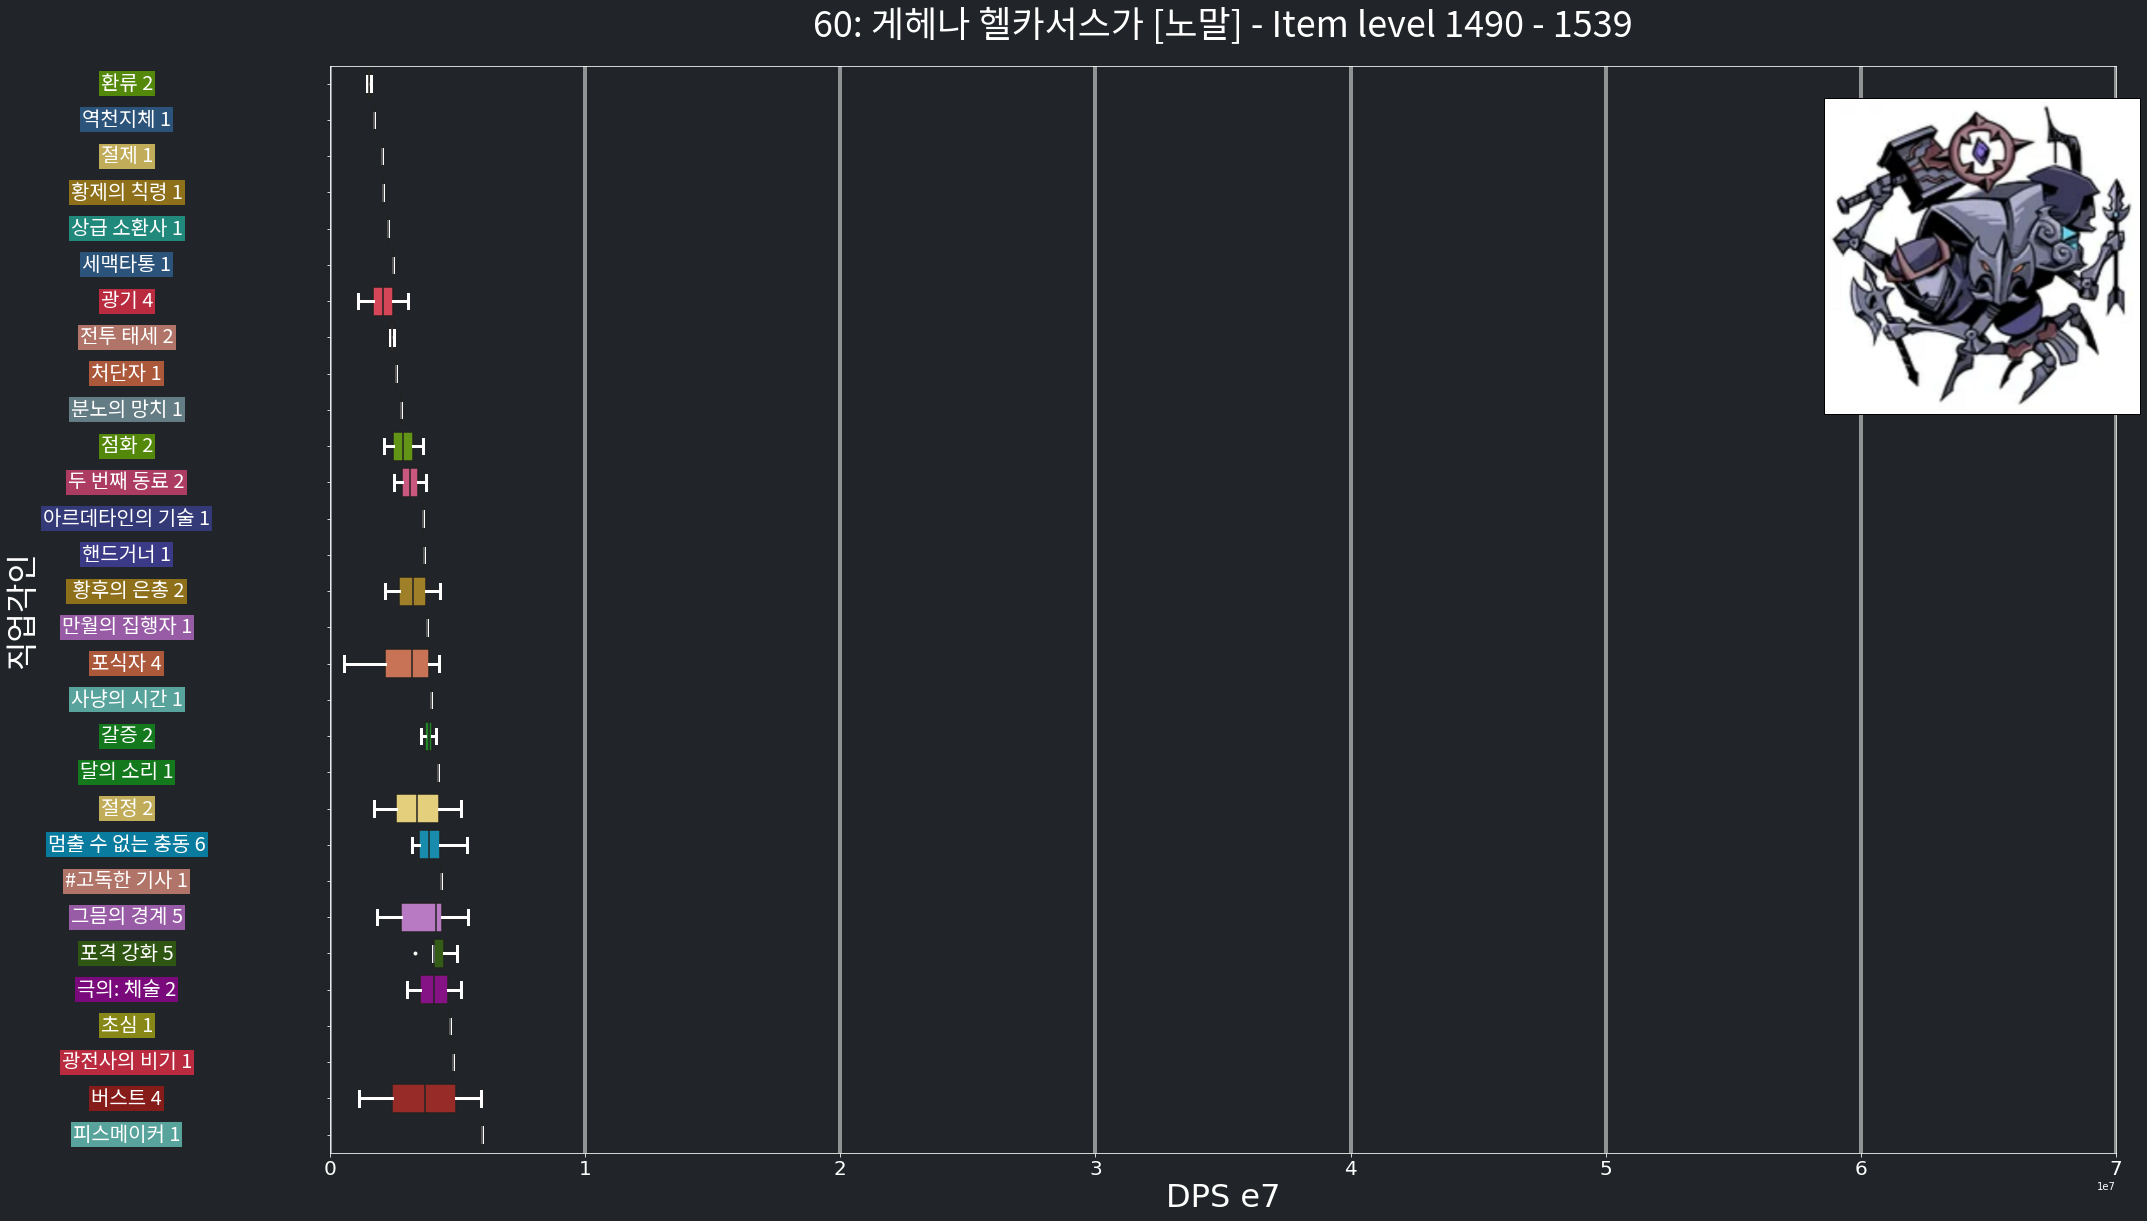 60: 게헤나 헬카서스가 [노말] - Item level 1490 - 1539
환류 2
역천지체 1
절제 1
황제의 칙령 1
상급 소환사 1
세맥타통 1
광기 4
전투 태세 2
처단자 1
분노의 망치 1
점화 2
두 번째 동료 2
아르데타인의 기술 1
핸드거너 1
황후의 은총 2
만월의 집행자 1
포식자 4
사냥의 시간 1
갈증 2
달의 소리 1
절정 2
멈출 수 없는 충동 6
#고독한 기사 1
그믐의 경계 5
포격 강화 5
극의: 체술 2
초심 1
광전사의 비기 1
버스트 4
피스메이커 1
직업각인
0 1 2 3 4 5 6 7
1e7
DPS e7